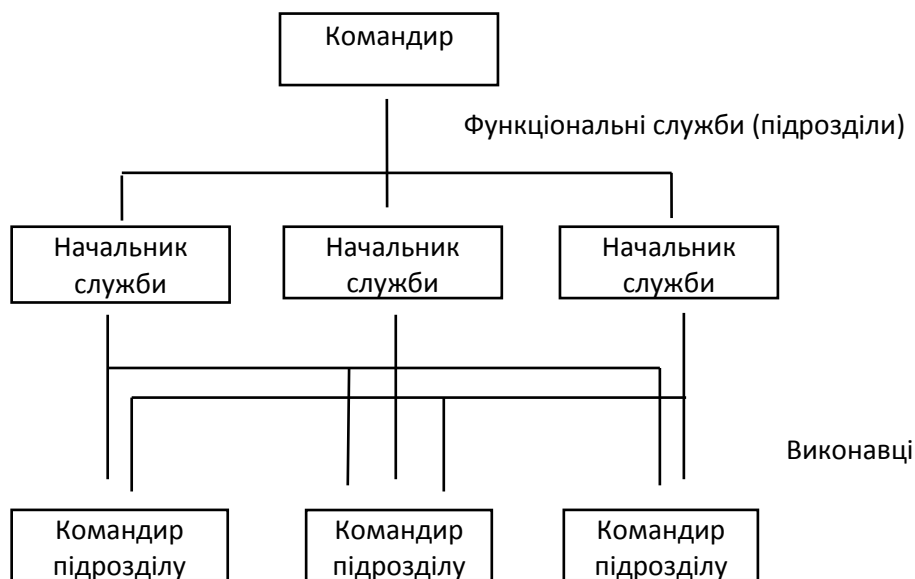 Командир
Функціональні служби (підрозділи)
Начальник
служби
Начальник
служби
Начальник
служби
Виконавці
Командир
підрозділу
Командир
підрозділу
Командир
підрозділу